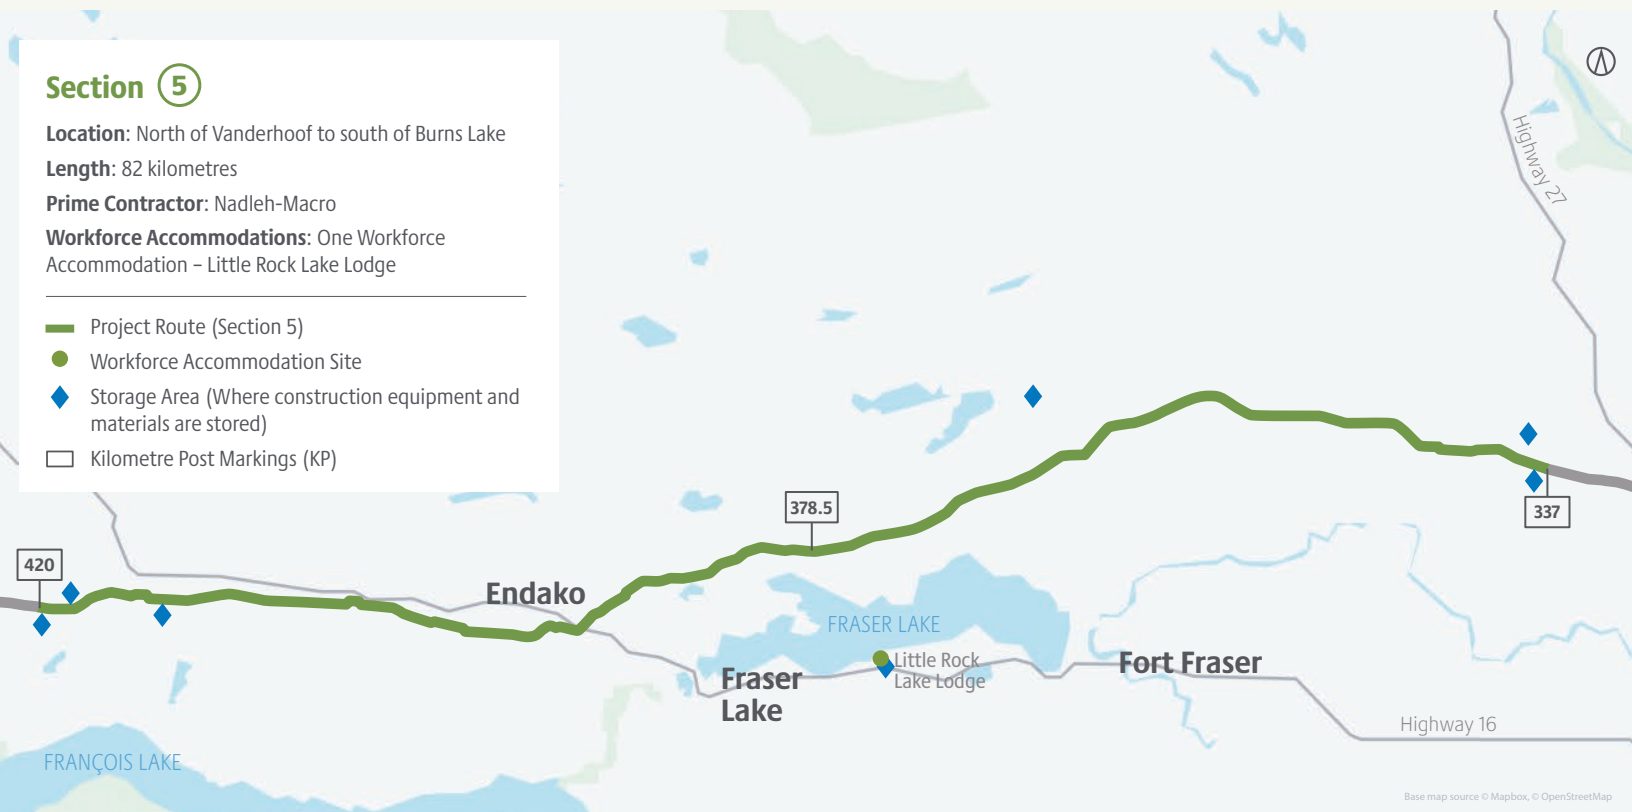 Section 5
Location: North of Vanderhoof to south of Burns Lake
Length: 82 kilometres
Prime Contractor: Nadleh-Macro
Workforce Accommodations: One Workforce
Accommodation – Little Rock Lake Lodge
Project Route (Section 5)
Workforce Accommodation Site
Storage Area (Where construction equipment and
materials are stored)
Kilometre Post Markings (KP)
Highway 27
378.5
337
420
Endako
FRASER LAKE
Little Rock
Lake Lodge
Fraser
Lake
Fort Fraser
Highway 16
FRANÇOIS LAKE
Base map source © Mapbox, © OpenStreetMap